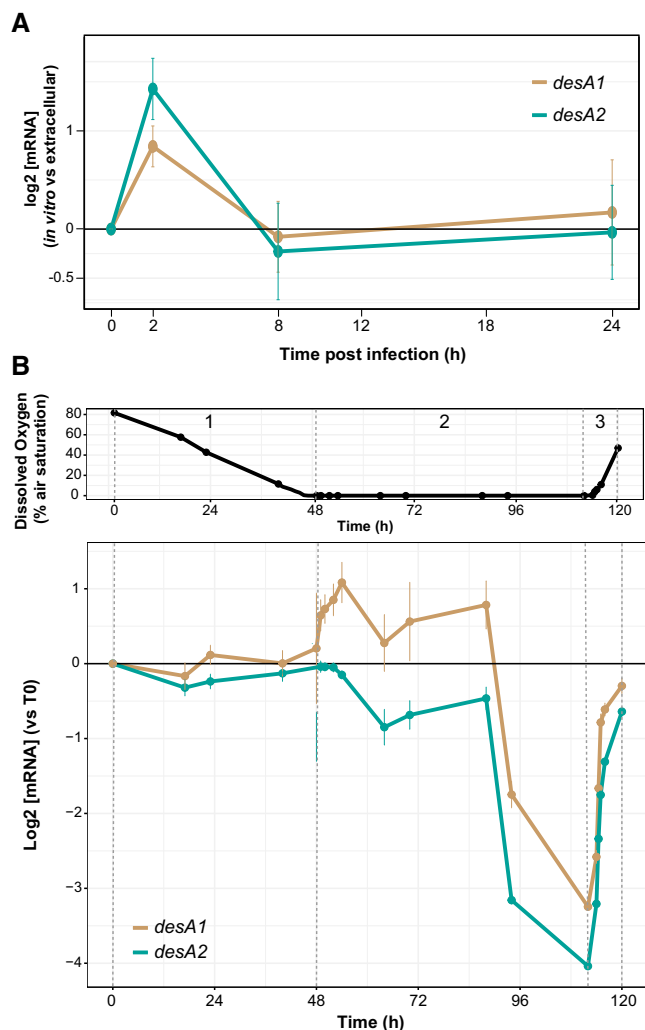 A
log2 [mRNA]
(in vitro vs extracellular)
1
0
-0.5
desA1
desA2
0 2 8 12 18 24
Time post infection (h)
B
Dissolved Oxygen
(% air saturation)
80
60
40
20
0
1 2 3
0 24 48 72 96 120
Time (h)
Log2 [mRNA] (vs T0)
1
0
−1
−2
−3
−4
desA1
desA2
0 24 48 72 96 120
Time (h)